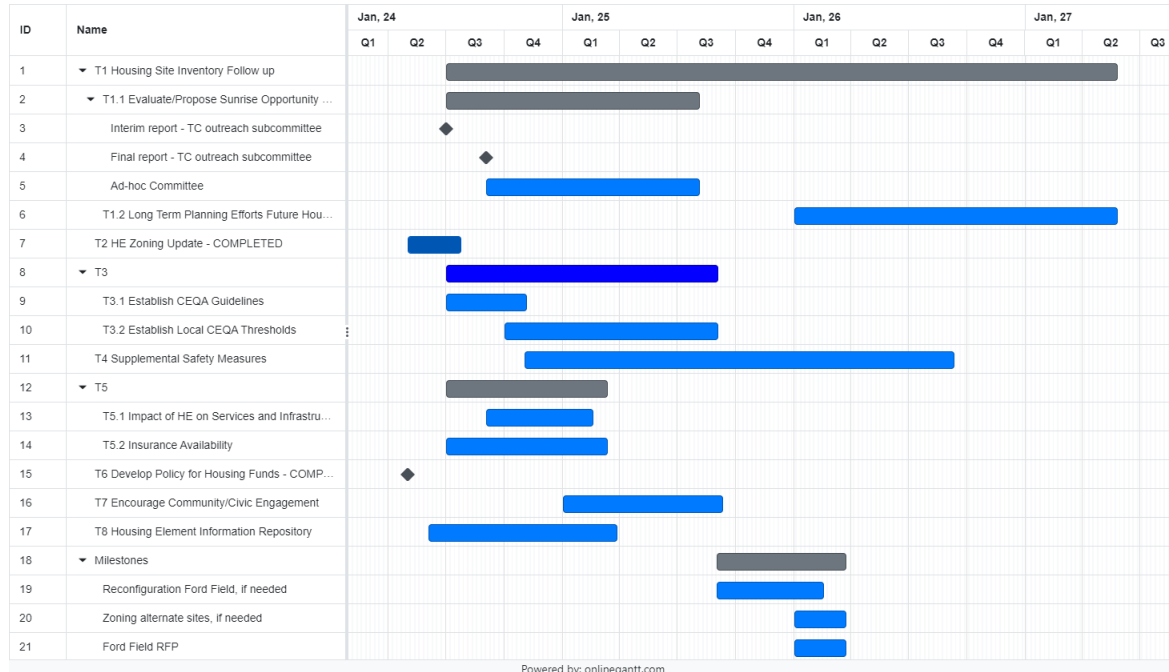 ID Name Jan, 24 Jan, 25 Jan, 26 Jan, 27
Q1 Q2 Q3 Q4 Q1 Q2 Q3 Q4 Q1 Q2 Q3 Q4 Q1 Q2 Q3
1 T1 Housing Site Inventory Follow up
2 T1.1 Evaluate/Propose Sunrise Opportunity ...
3 Interim report - TC outreach subcommittee
4 Final report - TC outreach subcommittee
5 Ad-hoc Committee
6 T1.2 Long Term Planning Efforts Future Hou...
7 T2 HE Zoning Update - COMPLETED
8 T3
9 T3.1 Establish CEQA Guidelines
10 T3.2 Establish Local CEQA Thresholds
11 T4 Supplemental Safety Measures
12 T5
13 T5.1 Impact of HE on Services and Infrastru...
14 T5.2 Insurance Availability
15 T6 Develop Policy for Housing Funds - COMP...
16 T7 Encourage Community/Civic Engagement
17 T8 Housing Element Information Repository
18 Milestones
19 Reconfiguration Ford Field, if needed
20 Zoning alternate sites, if needed
21 Ford Field RFP
Powered by: onlinegantt.com